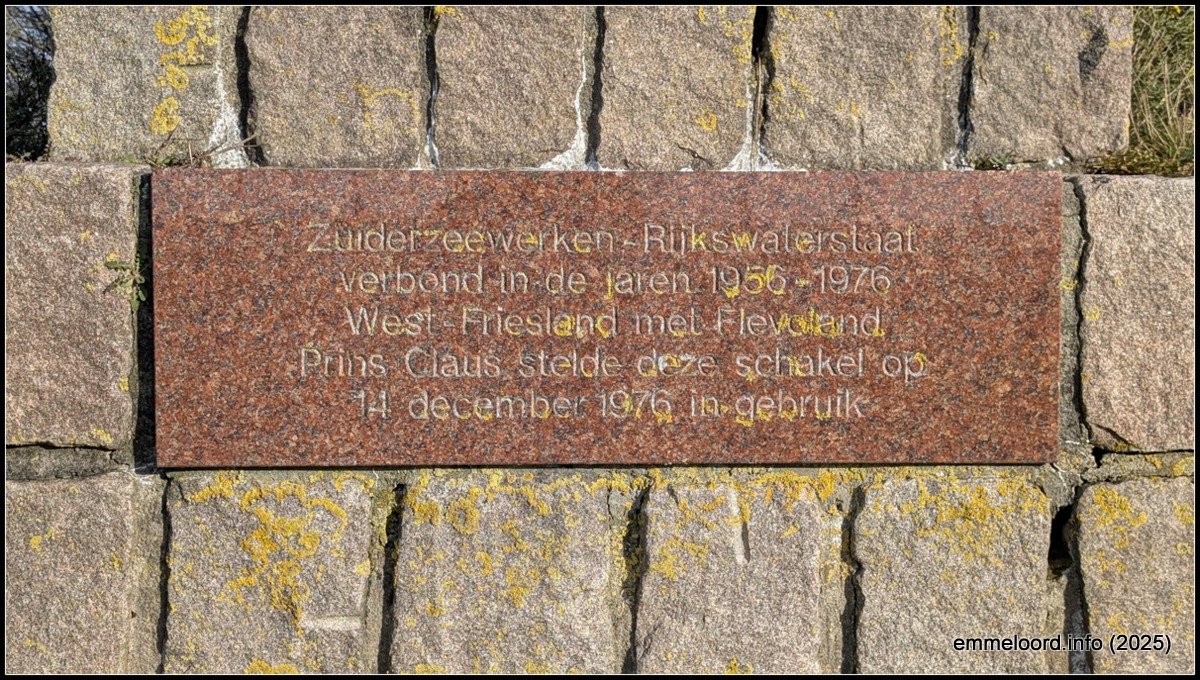 Zuiderzeewerken - Rijkswaterstaat
verbond in de jaren 1956 - 1976
West-Friesland met Flevoland.
Prins Claus stelde deze schakel op
14 december 1976 in gebruik
emmeloord.info (2025)